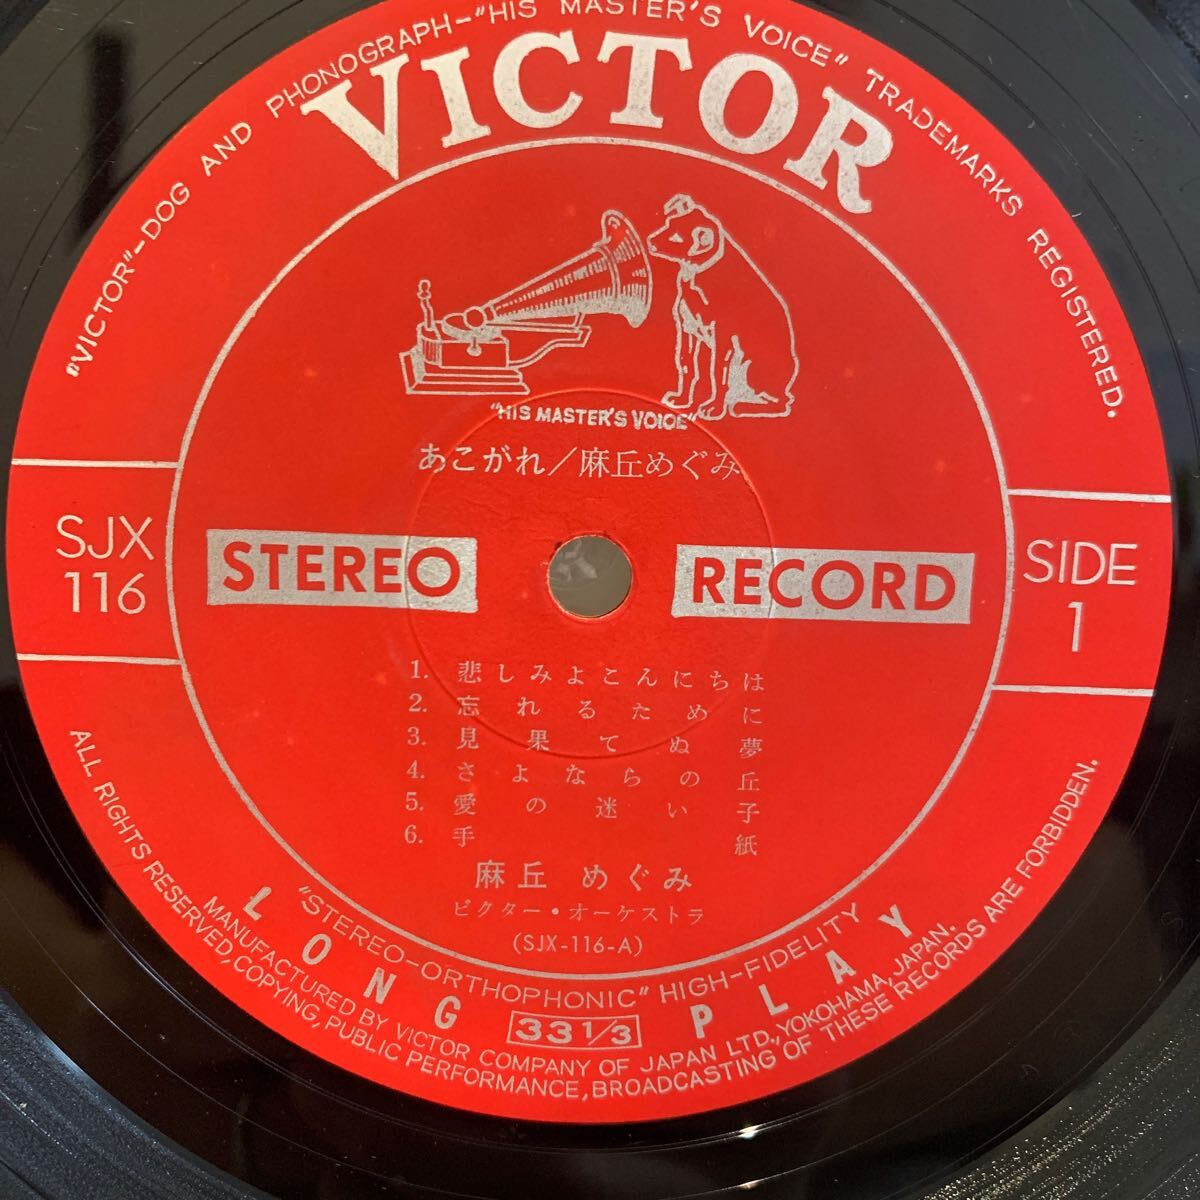 "VICTOR"-DOG AND PHONOGRAPH-"HIS MASTER'S VOICE" TRADEMARKS REGISTERED.
VICTOR
"HIS MASTER'S VOICE"
あこがれ/麻丘めぐみ
SJX
116
STEREO RECORD
SIDE
1
1. 悲しみよこんにちは
2. 忘れるために
3. 見果てぬ夢
4. さよならの丘
5. 愛の迷い子
6. 手紙
麻丘 めぐみ
ビクター・オーケストラ
(SJX-116-A)
"STEREO-ORTHOPHONIC" HIGH-FIDELITY
LONG 33 1/3 PLAY
MANUFACTURED BY VICTOR COMPANY OF JAPAN LTD., YOKOHAMA, JAPAN.
ALL RIGHTS RESERVED, COPYING, PUBLIC PERFORMANCE, BROADCASTING OF THESE RECORDS ARE FORBIDDEN.